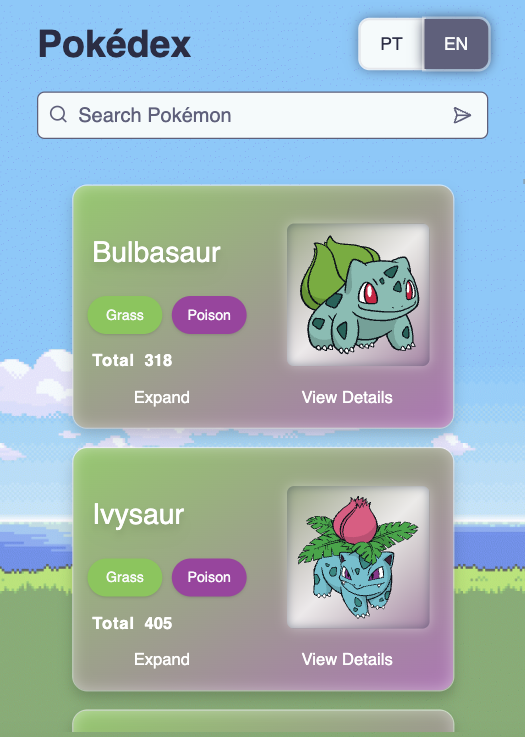 Pokédex
PT EN
Search Pokémon
Bulbasaur
Grass Poison
Total 318
Expand View Details
Ivysaur
Grass Poison
Total 405
Expand View Details